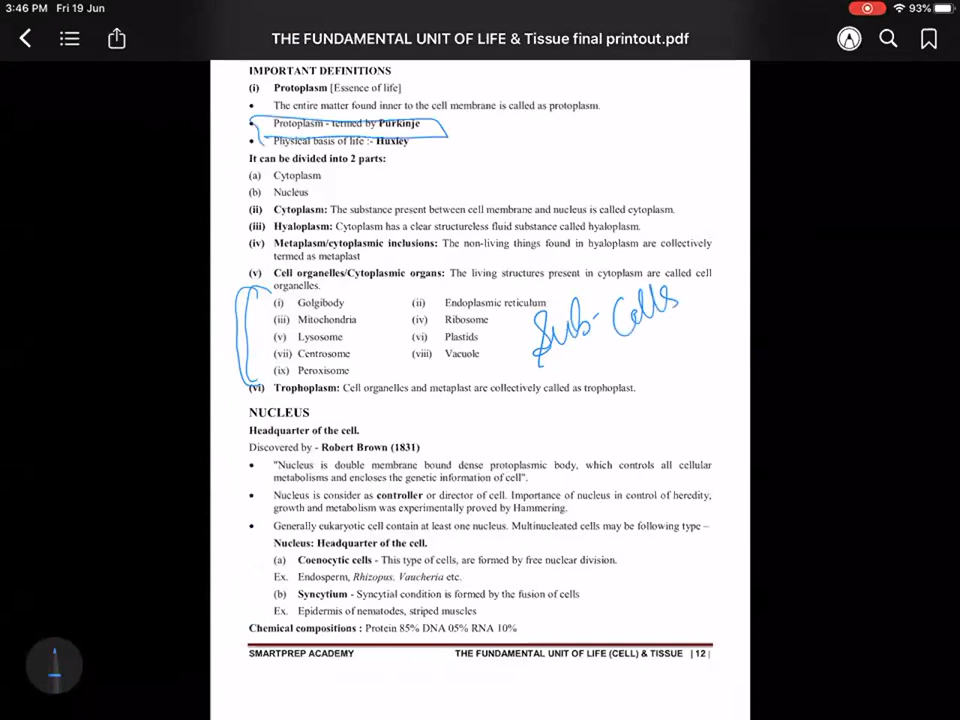 3:46 PM Fri 19 Jun
93%
THE FUNDAMENTAL UNIT OF LIFE & Tissue final printout.pdf
IMPORTANT DEFINITIONS
(i) Protoplasm [Essence of life]
• The entire matter found inner to the cell membrane is called as protoplasm.
• Protoplasm - termed by Purkinje
• Physical basis of life :- Huxley
It can be divided into 2 parts:
(a) Cytoplasm
(b) Nucleus
(ii) Cytoplasm: The substance present between cell membrane and nucleus is called cytoplasm.
(iii) Hyaloplasm: Cytoplasm has a clear structureless fluid substance called hyaloplasm.
(iv) Metaplasm/cytoplasmic inclusions: The non-living things found in hyaloplasm are collectively
termed as metaplast
(v) Cell organelles/Cytoplasmic organs: The living structures present in cytoplasm are called cell
organelles.
(i) Golgibody (ii) Endoplasmic reticulum
(iii) Mitochondria (iv) Ribosome
(v) Lysosome (vi) Plastids
(vii) Centrosome (viii) Vacuole
(ix) Peroxisome
Sub-Cells
(vi) Trophoplasm: Cell organelles and metaplast are collectively called as trophoplast.
NUCLEUS
Headquarter of the cell.
Discovered by - Robert Brown (1831)
• "Nucleus is double membrane bound dense protoplasmic body, which controls all cellular
metabolisms and encloses the genetic information of cell".
• Nucleus is consider as controller or director of cell. Importance of nucleus in control of heredity,
growth and metabolism was experimentally proved by Hammering.
• Generally eukaryotic cell contain at least one nucleus. Multinucleated cells may be following type –
Nucleus: Headquarter of the cell.
(a) Coenocytic cells - This type of cells, are formed by free nuclear division.
Ex. Endosperm, Rhizopus. Vaucheria etc.
(b) Syncytium - Syncytial condition is formed by the fusion of cells
Ex. Epidermis of nematodes, striped muscles
Chemical compositions : Protein 85% DNA 05% RNA 10%
SMARTPREP ACADEMY THE FUNDAMENTAL UNIT OF LIFE (CELL) & TISSUE | 12 |